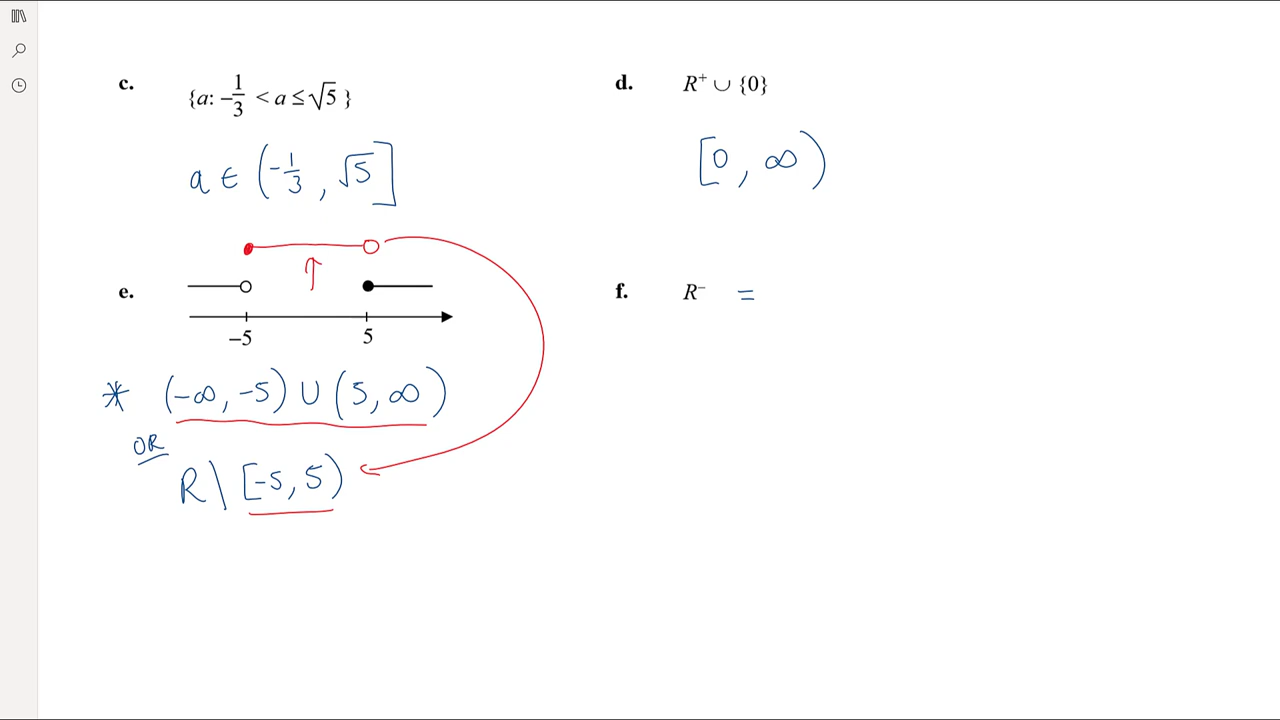 c. {a: -1/3 < a ≤ √5 }
a ∈ (-1/3, √5]
d. R⁺ ∪ {0}
[0, ∞)
e.
-5 5
* (-∞, -5) ∪ (5, ∞)
OR
R \ [-5, 5)
f. R⁻ =